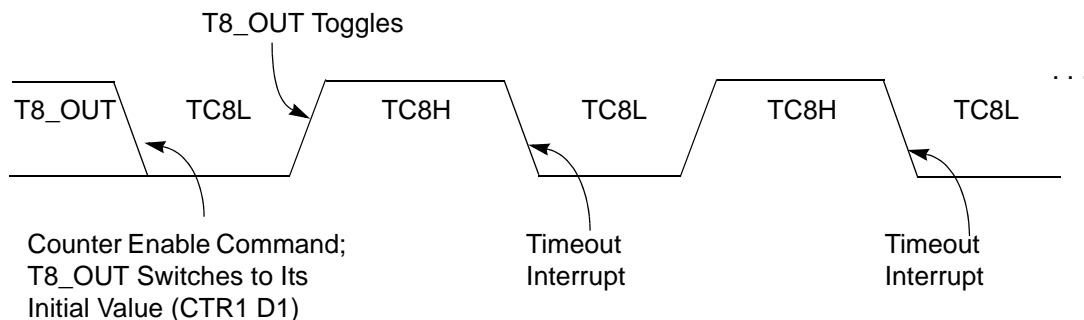 T8_OUT Toggles
. . .
T8_OUT TC8L TC8H TC8L TC8H TC8L
Counter Enable Command;
T8_OUT Switches to Its
Initial Value (CTR1 D1)
Timeout
Interrupt
Timeout
Interrupt